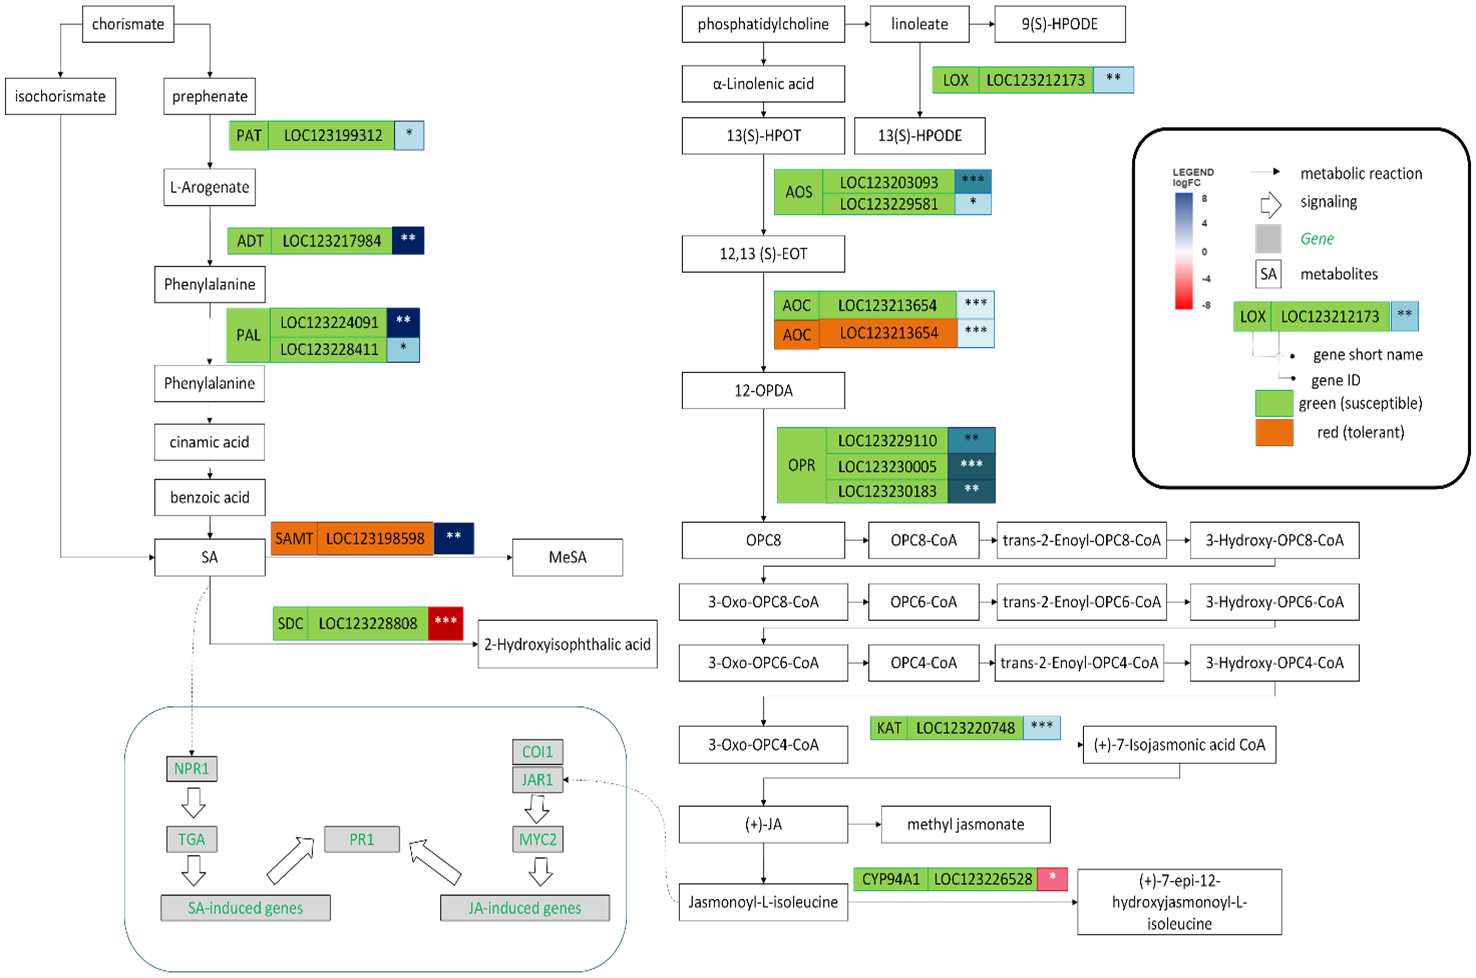 chorismate
isochorismate
prephenate
PAT LOC123199312 *
L-Arogenate
ADT LOC123217984 **
Phenylalanine
PAL
LOC123224091 **
LOC123228411 *
Phenylalanine
cinamic acid
benzoic acid
SAMT LOC123198598 **
SA
MeSA
SDC LOC123228808 ***
2-Hydroxyisophthalic acid
NPR1
TGA
SA-induced genes
PR1
COI1
JAR1
MYC2
JA-induced genes
phosphatidylcholine
linoleate
9(S)-HPODE
α-Linolenic acid
LOX LOC123212173 **
13(S)-HPOT
13(S)-HPODE
AOS
LOC123203093 ***
LOC123229581 *
12,13 (S)-EOT
AOC LOC123213654 ***
AOC LOC123213654 ***
12-OPDA
OPR
LOC123229110 **
LOC123230005 ***
LOC123230183 **
OPC8
OPC8-CoA
trans-2-Enoyl-OPC8-CoA
3-Hydroxy-OPC8-CoA
3-Oxo-OPC8-CoA
OPC6-CoA
trans-2-Enoyl-OPC6-CoA
3-Hydroxy-OPC6-CoA
3-Oxo-OPC6-CoA
OPC4-CoA
trans-2-Enoyl-OPC4-CoA
3-Hydroxy-OPC4-CoA
3-Oxo-OPC4-CoA
KAT LOC123220748 ***
(+)-7-Isojasmonic acid CoA
(+)-JA
methyl jasmonate
CYP94A1 LOC123226528 *
Jasmonoyl-L-isoleucine
(+)-7-epi-12-
hydroxyjasmonoyl-L-
isoleucine
LEGEND
logFC
8
4
0
-4
-8
metabolic reaction
signaling
Gene
SA metabolites
LOX LOC123212173 **
gene short name
gene ID
green (susceptible)
red (tolerant)